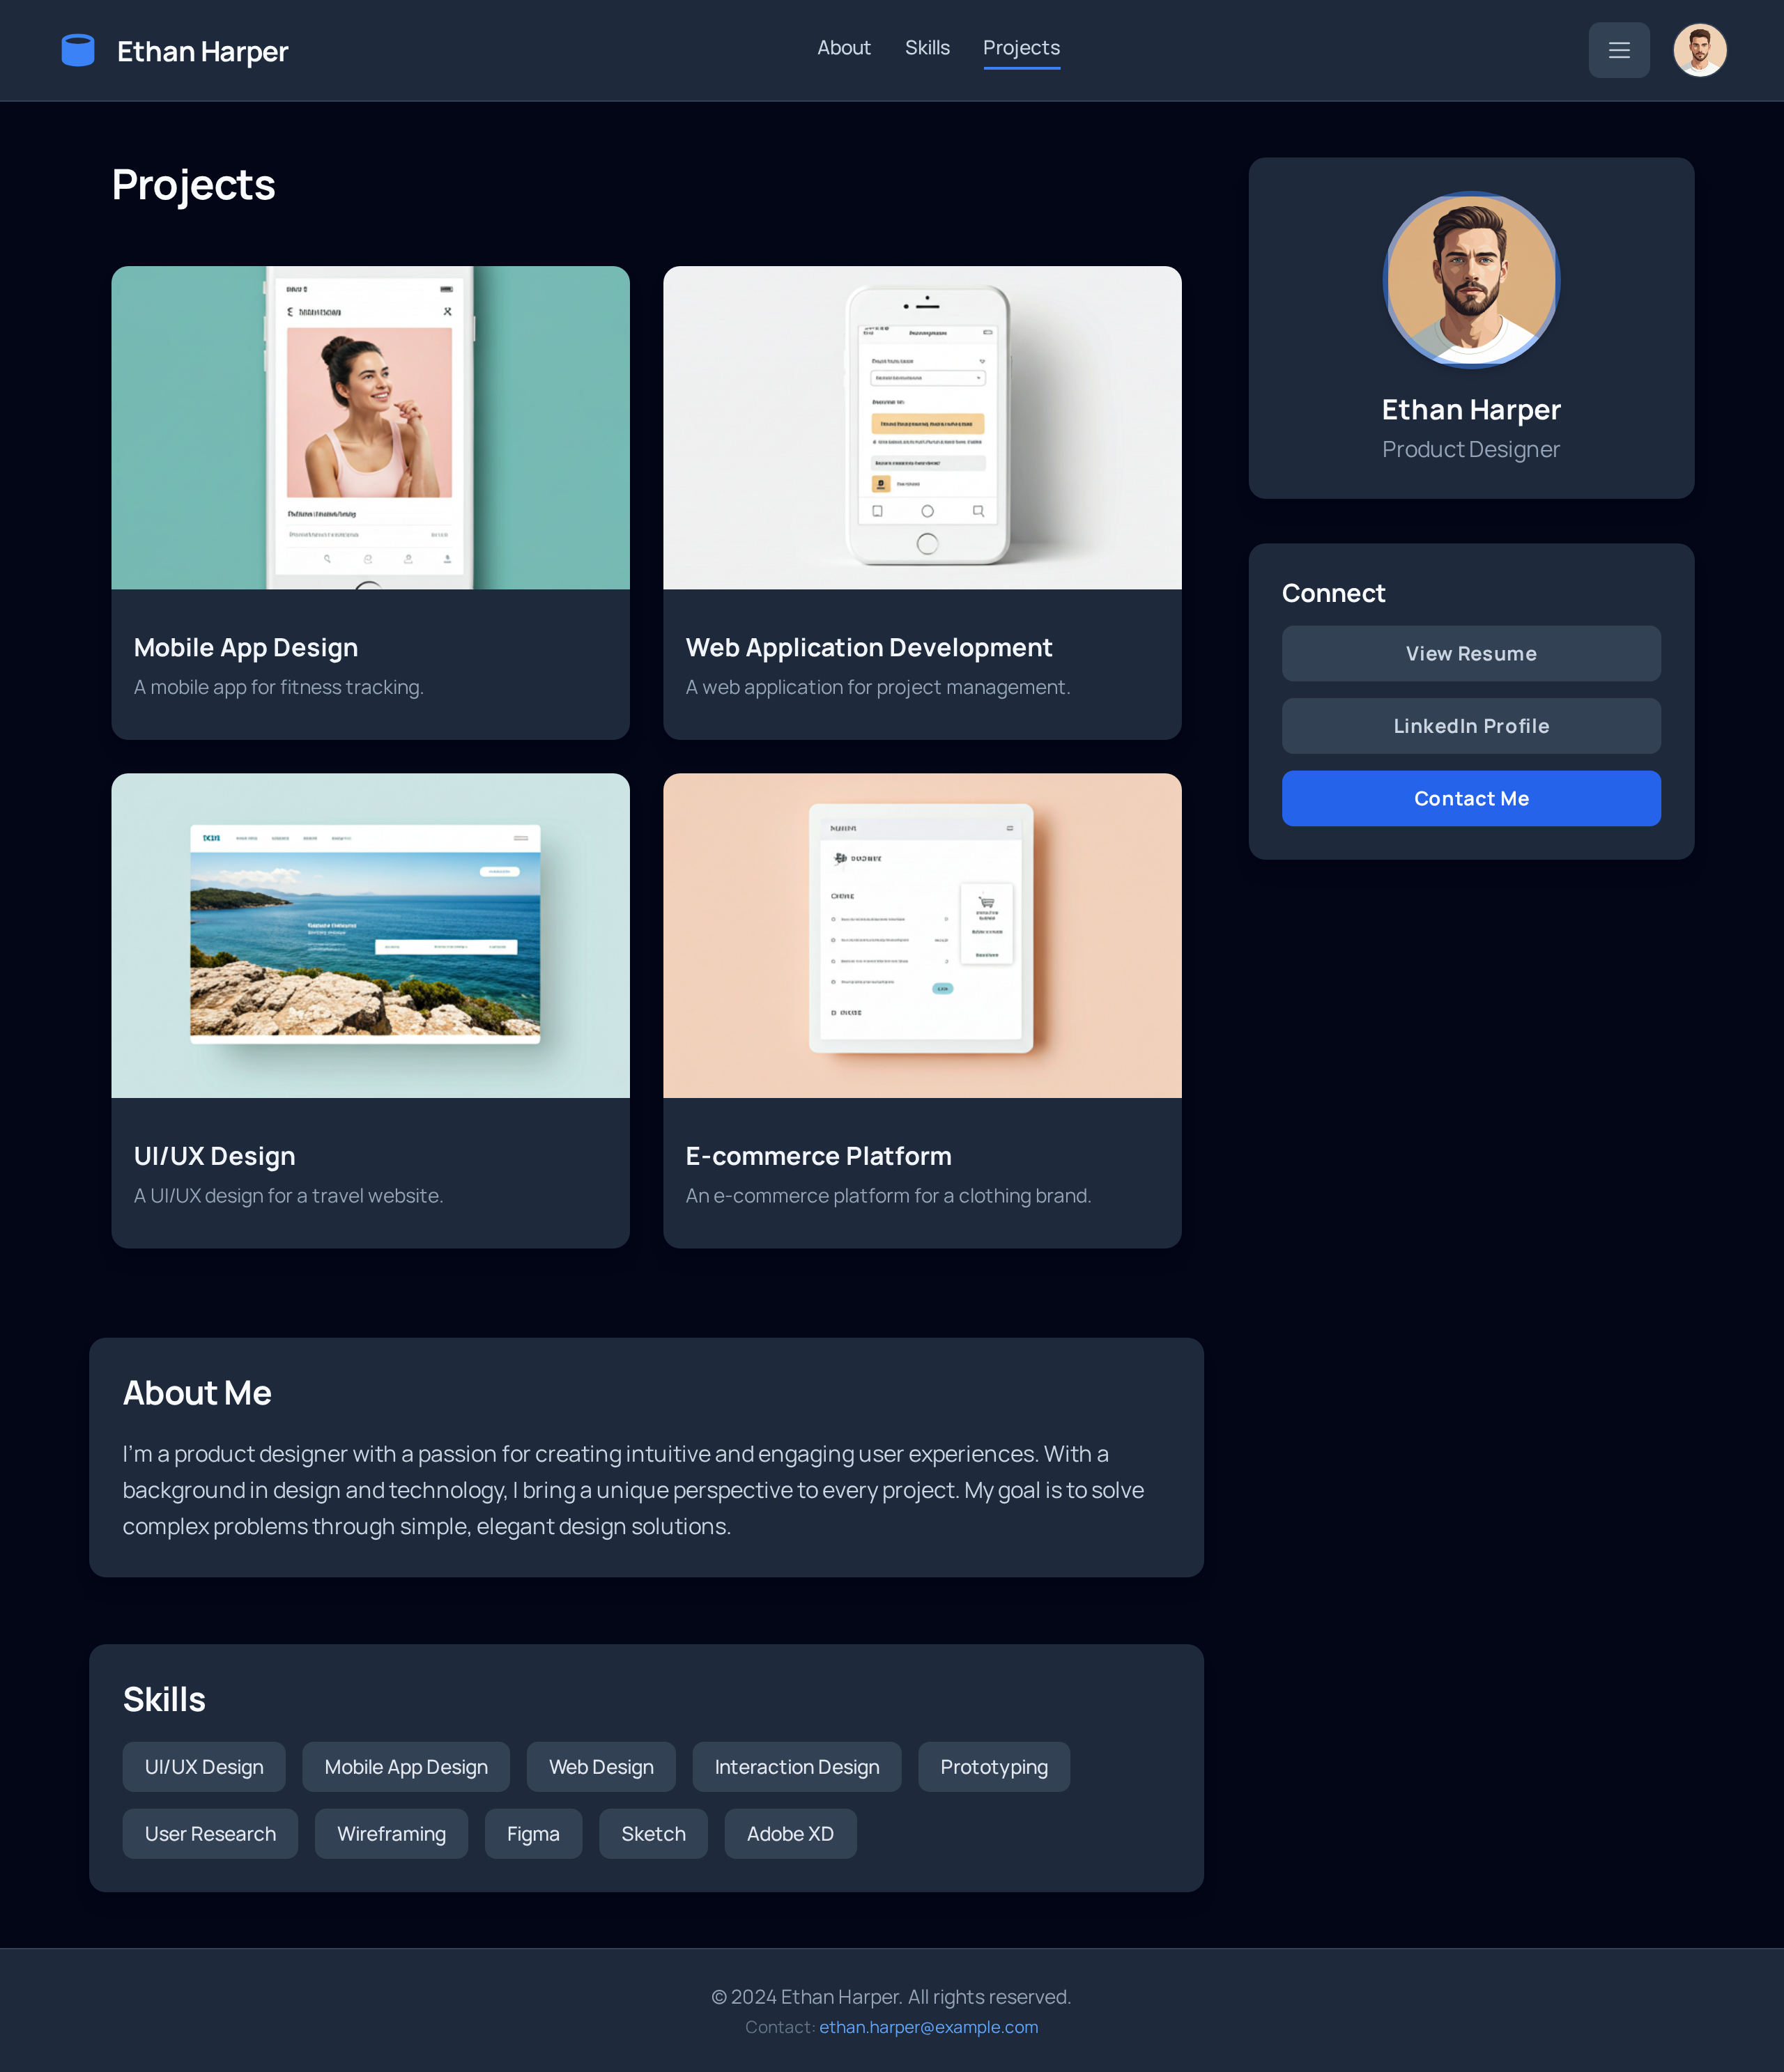 Ethan Harper
About
Skills
Projects
Projects
Mobile App Design
A mobile app for fitness tracking.
Web Application Development
A web application for project management.
UI/UX Design
A UI/UX design for a travel website.
E-commerce Platform
An e-commerce platform for a clothing brand.
Ethan Harper
Product Designer
Connect
View Resume
LinkedIn Profile
Contact Me
About Me
I'm a product designer with a passion for creating intuitive and engaging user experiences. With a
background in design and technology, I bring a unique perspective to every project. My goal is to solve
complex problems through simple, elegant design solutions.
Skills
UI/UX Design
Mobile App Design
Web Design
Interaction Design
Prototyping
User Research
Wireframing
Figma
Sketch
Adobe XD
© 2024 Ethan Harper. All rights reserved.
Contact: ethan.harper@example.com